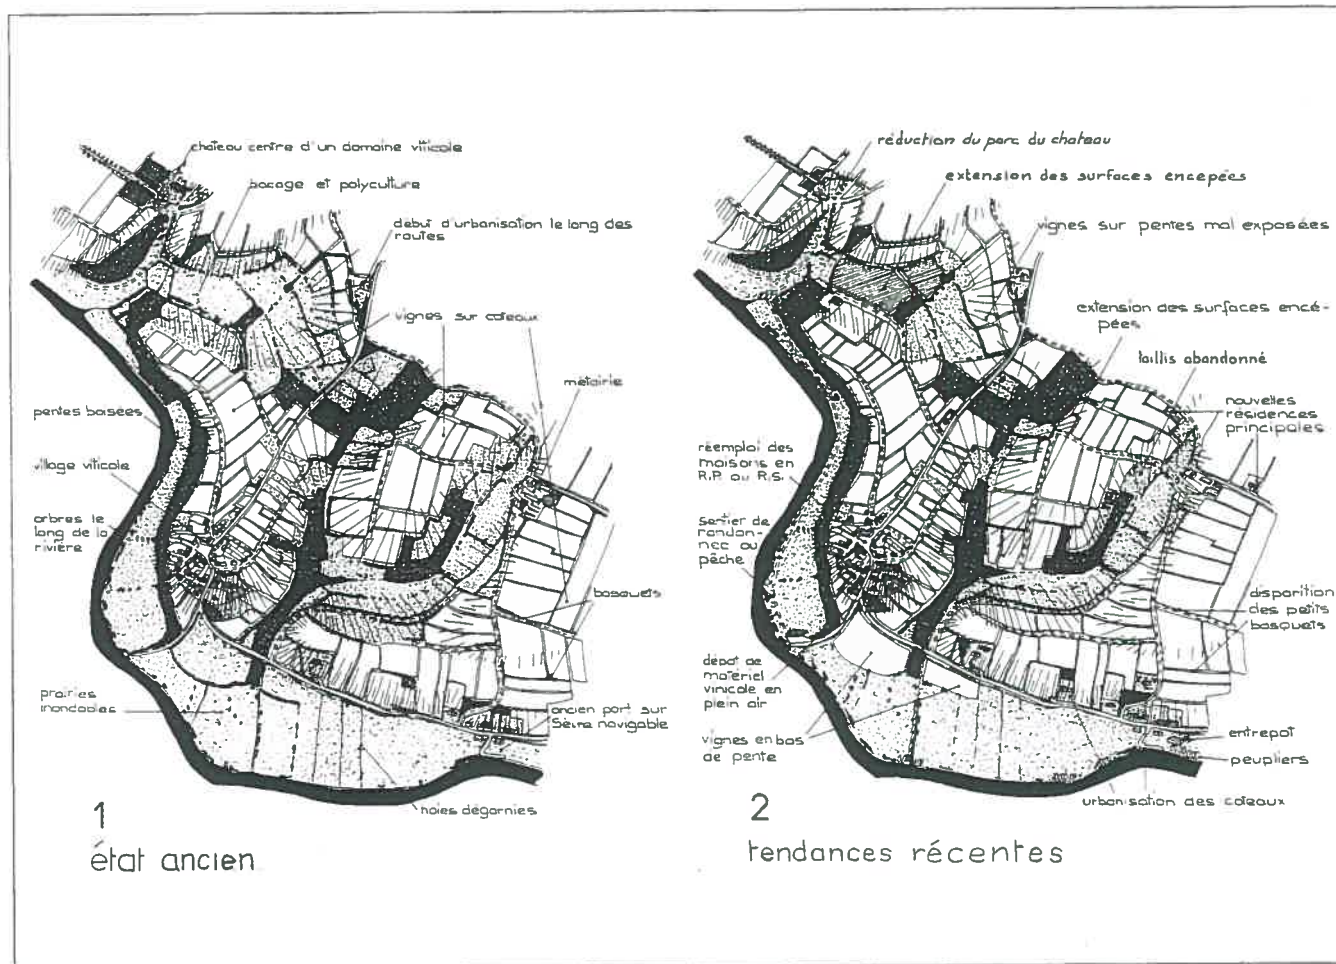 château centre d'un domaine viticole
bocage et polyculture
début d'urbanisation le long des
routes
vignes sur coteaux
métairie
pentes boisées
village viticole
arbres le
long de la
rivière
bosquets
prairies
inondables
ancien port sur
Sèvre navigable
haies dégarnies
1
état ancien
réduction du parc du chateau
extension des surfaces encepées
vignes sur pentes mal exposées
extension des surfaces encé-
pées
taillis abandonné
nouvelles
résidences
principales
réemploi des
maisons en
R.P. ou R.S.
sentier de
randon-
née ou
pêche
disparition
des petits
bosquets
dépot de
matériel
vinicole en
plein air
vignes en bas
de pente
entrepot
peupliers
urbanisation des coteaux
2
tendances récentes